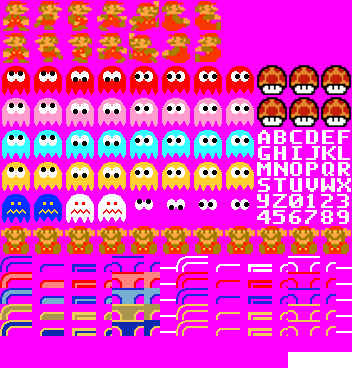 ABCDEF
GHIJKL
MNOPQR
STUVWX
YZ0123
456789